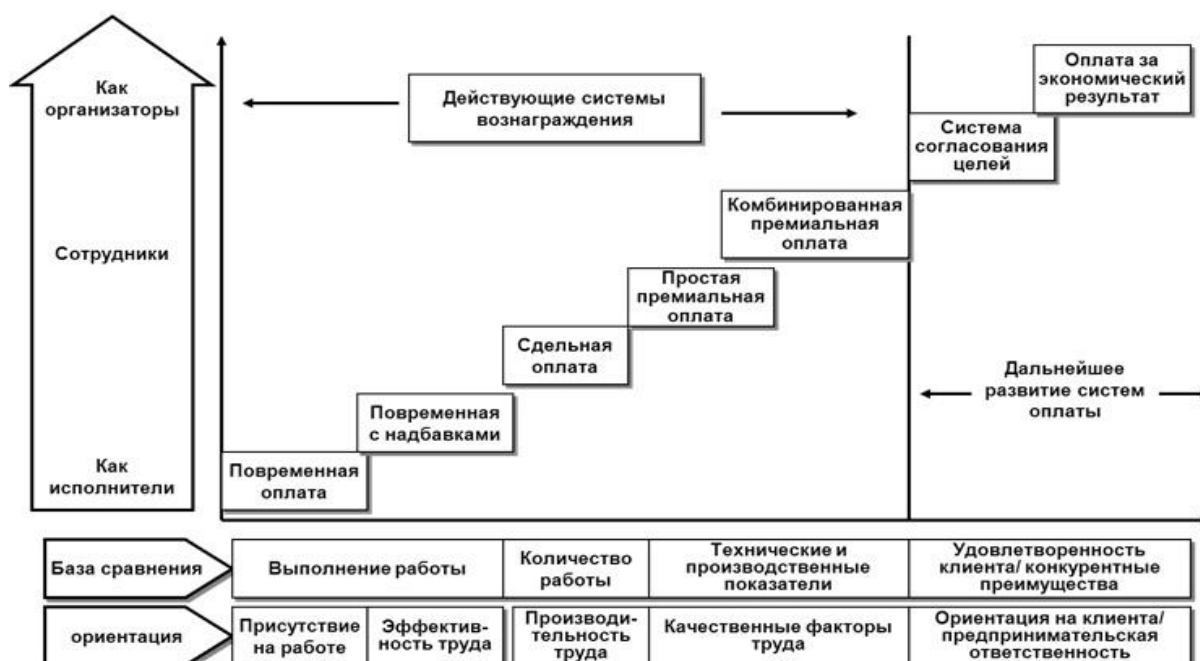 Как
организаторы
Сотрудники
Как
исполнители
Действующие системы
вознаграждения
Оплата за
экономический
результат
Система
согласования
целей
Комбинированная
премиальная
оплата
Простая
премиальная
оплата
Сдельная
оплата
Повременная
с надбавками
Повременная
оплата
Дальнейшее
развитие систем
оплаты
База сравнения
Выполнение работы
Количество
работы
Технические и
производственные
показатели
Удовлетворенность
клиента/ конкурентные
преимущества
ориентация
Присутствие
на работе
Эффектив-
ность труда
Производи-
тельность
труда
Качественные факторы
труда
Ориентация на клиента/
предпринимательская
ответственность